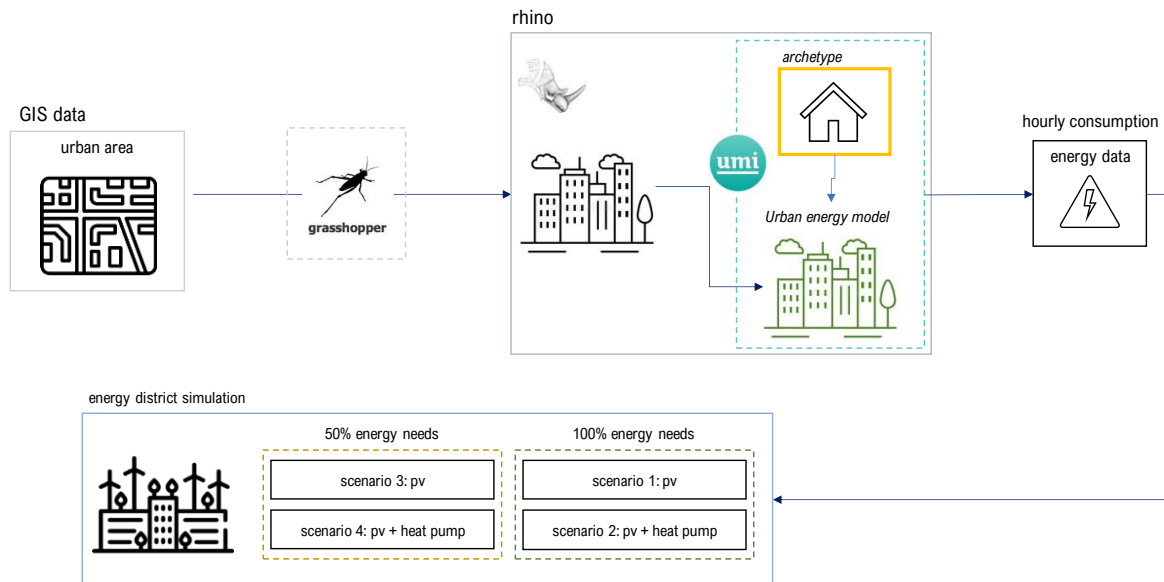 rhino
archetype
GIS data
urban area
grasshopper
umi
Urban energy model
hourly consumption
energy data
energy district simulation
50% energy needs
100% energy needs
scenario 3: pv
scenario 1: pv
scenario 4: pv + heat pump
scenario 2: pv + heat pump